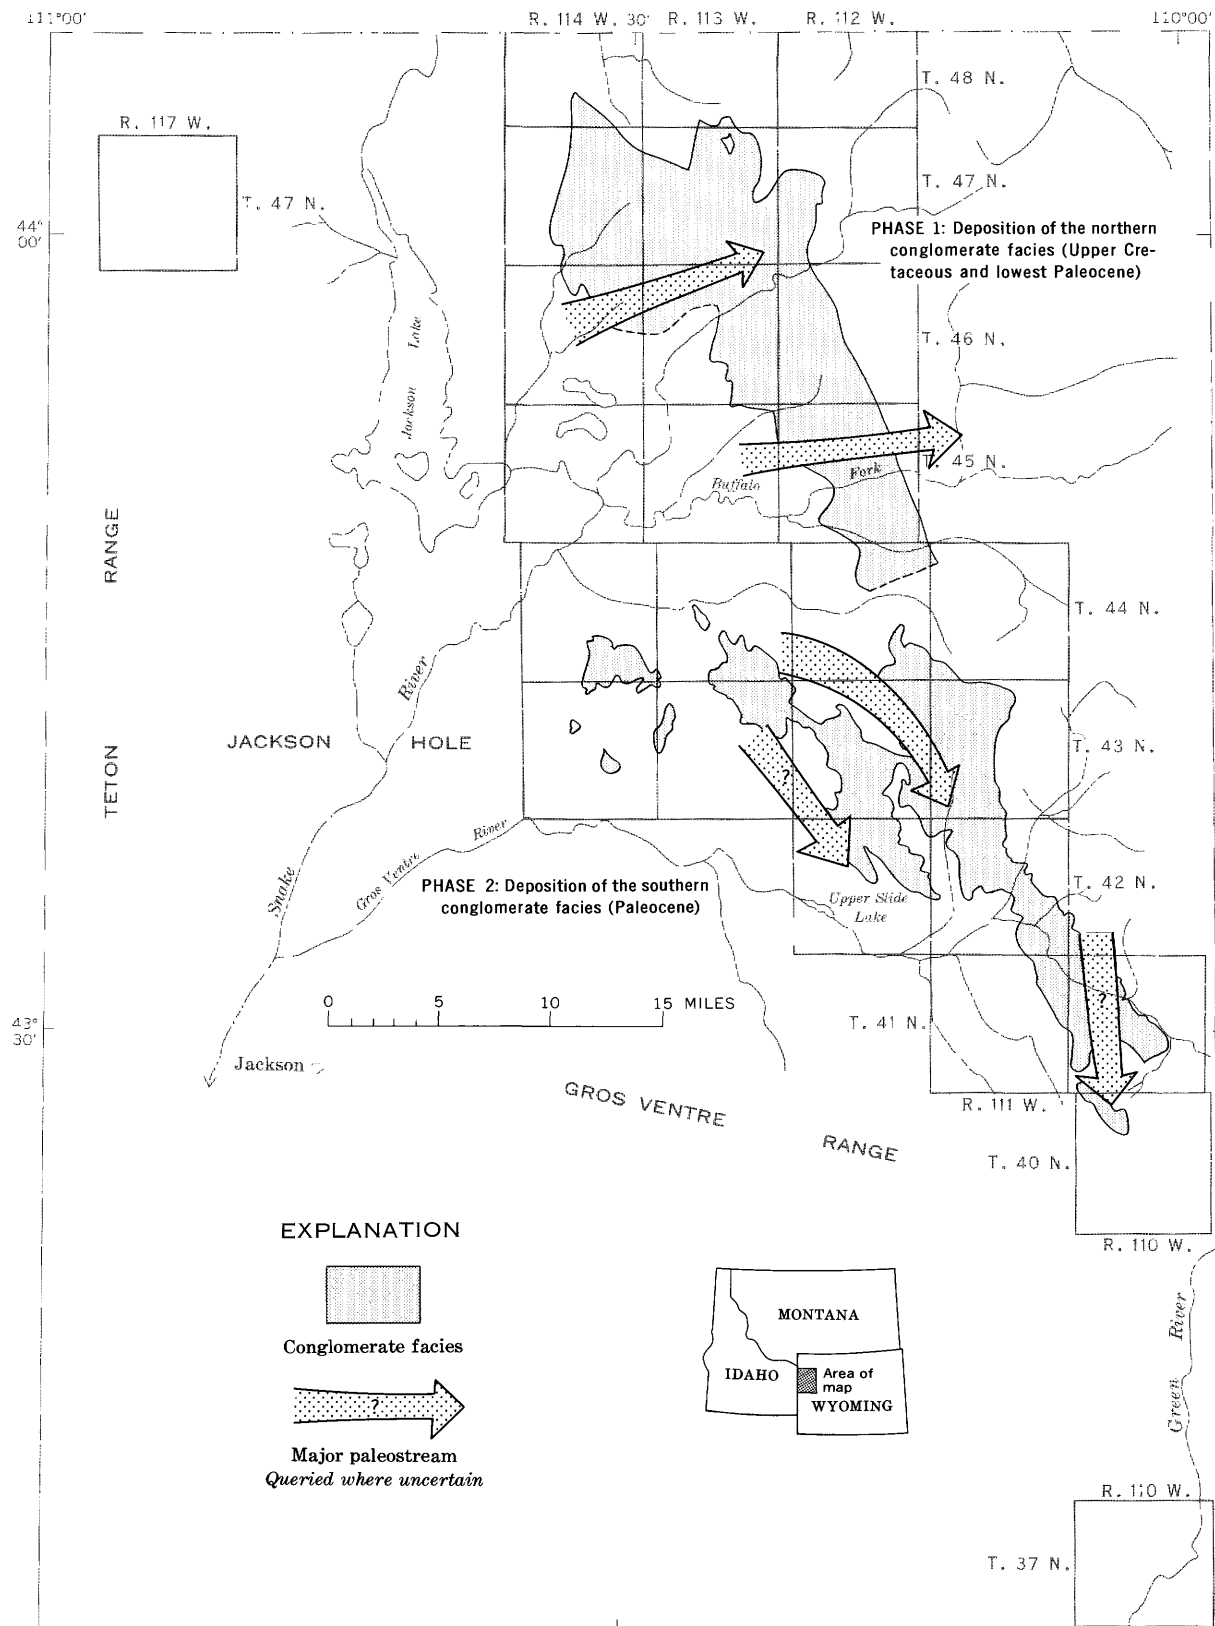 111°00'
R. 114 W. 30' R. 113 W. R. 112 W.
110°00'
T. 48 N.
R. 117 W.
T. 47 N.
T. 47 N.
44°
00'
PHASE 1: Deposition of the northern
conglomerate facies (Upper Cre-
taceous and lowest Paleocene)
Jackson Lake
T. 46 N.
T. 45 N.
Buffalo Fork
TETON RANGE
T. 44 N.
Snake River
JACKSON HOLE
T. 43 N.
?
Gros Ventre River
PHASE 2: Deposition of the southern
conglomerate facies (Paleocene)
T. 42 N.
Upper Slide
Lake
0 5 10 15 MILES
?
43°
30'
T. 41 N.
Jackson
GROS VENTRE RANGE
R. 111 W.
T. 40 N.
R. 110 W.
EXPLANATION
Conglomerate facies
?
Major paleostream
Queried where uncertain
MONTANA
IDAHO
Area of
map
WYOMING
Green River
R. 110 W.
T. 37 N.